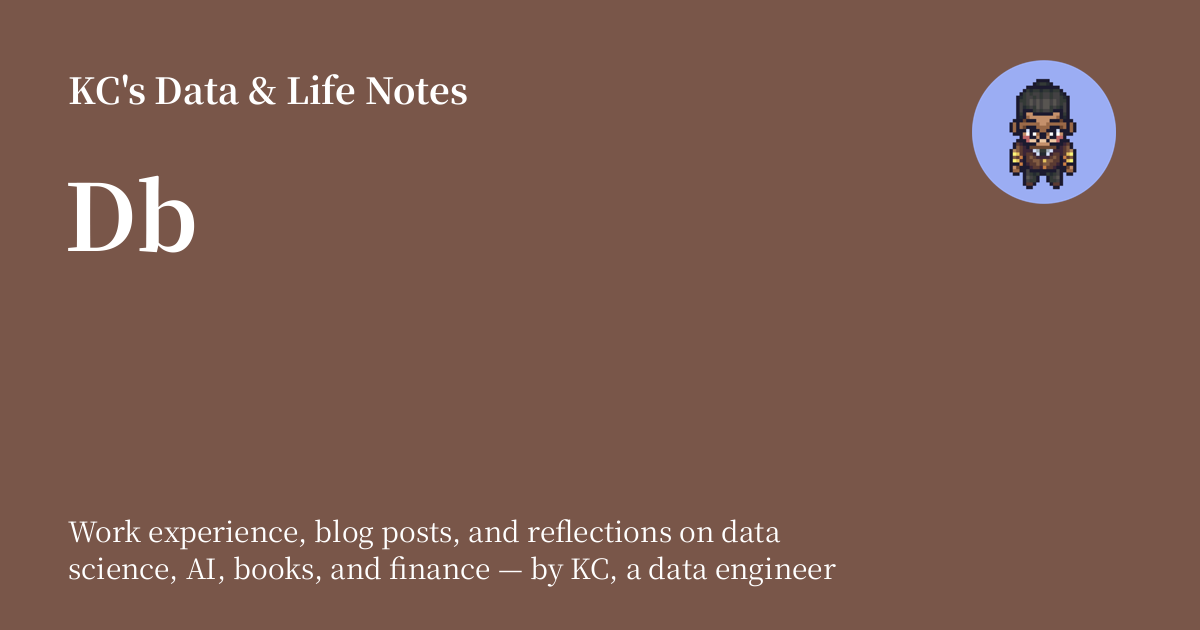 KC's Data & Life Notes
Db
Work experience, blog posts, and reflections on data
science, AI, books, and finance — by KC, a data engineer